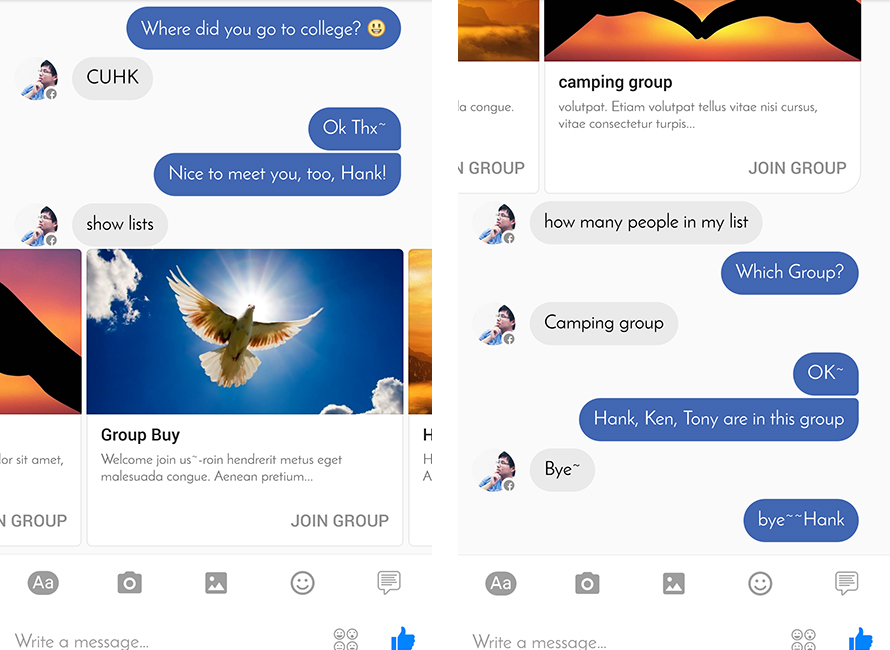 Where did you go to college? 😃
CUHK
Ok Thx~
Nice to meet you, too, Hank!
show lists
Group Buy
H
lor sit amet,
Welcome join us~-roin hendrerit metus eget
malesuada congue. Aenean pretium...
H
A
N GROUP
JOIN GROUP
Aa
Write a message...
camping group
la congue.
volutpat. Etiam volutpat tellus vitae nisi cursus,
vitae consectetur turpis...
N GROUP
JOIN GROUP
how many people in my list
Which Group?
Camping group
OK~
Hank, Ken, Tony are in this group
Bye~
bye~~Hank
Aa
Write a message...